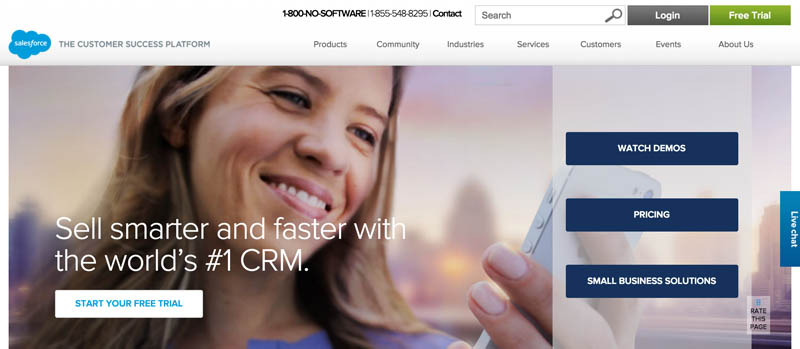 1-800-NO-SOFTWARE | 1-855-548-8295 | Contact
Search
Login
Free Trial
salesforce
THE CUSTOMER SUCCESS PLATFORM
Products
Community
Industries
Services
Customers
Events
About Us
Sell smarter and faster with
the world's #1 CRM.
START YOUR FREE TRIAL
WATCH DEMOS
PRICING
SMALL BUSINESS SOLUTIONS
Live chat
RATE
THIS
PAGE